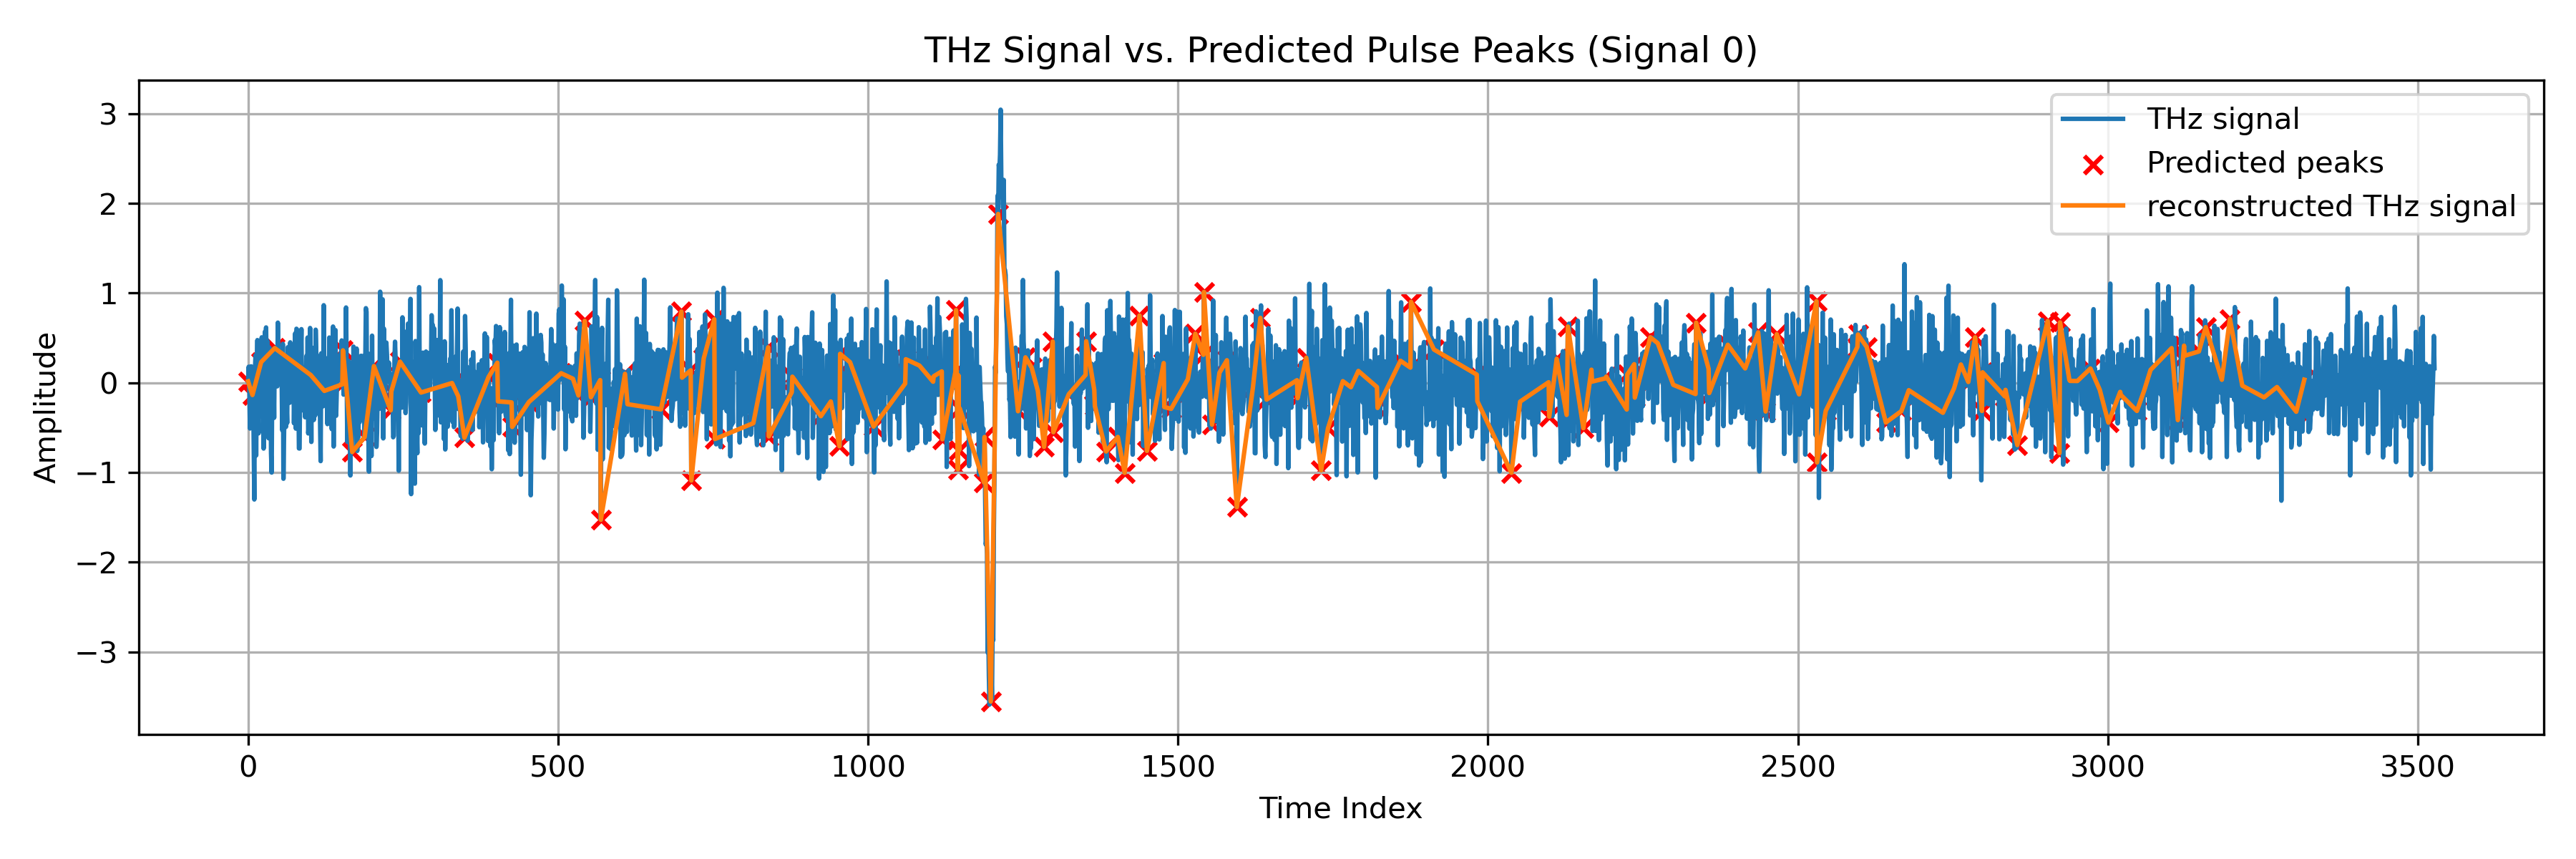 THz Signal vs. Predicted Pulse Peaks (Signal 0)
THz signal
Predicted peaks
reconstructed THz signal
Amplitude
3
2
1
0
−1
−2
−3
0 500 1000 1500 2000 2500 3000 3500
Time Index